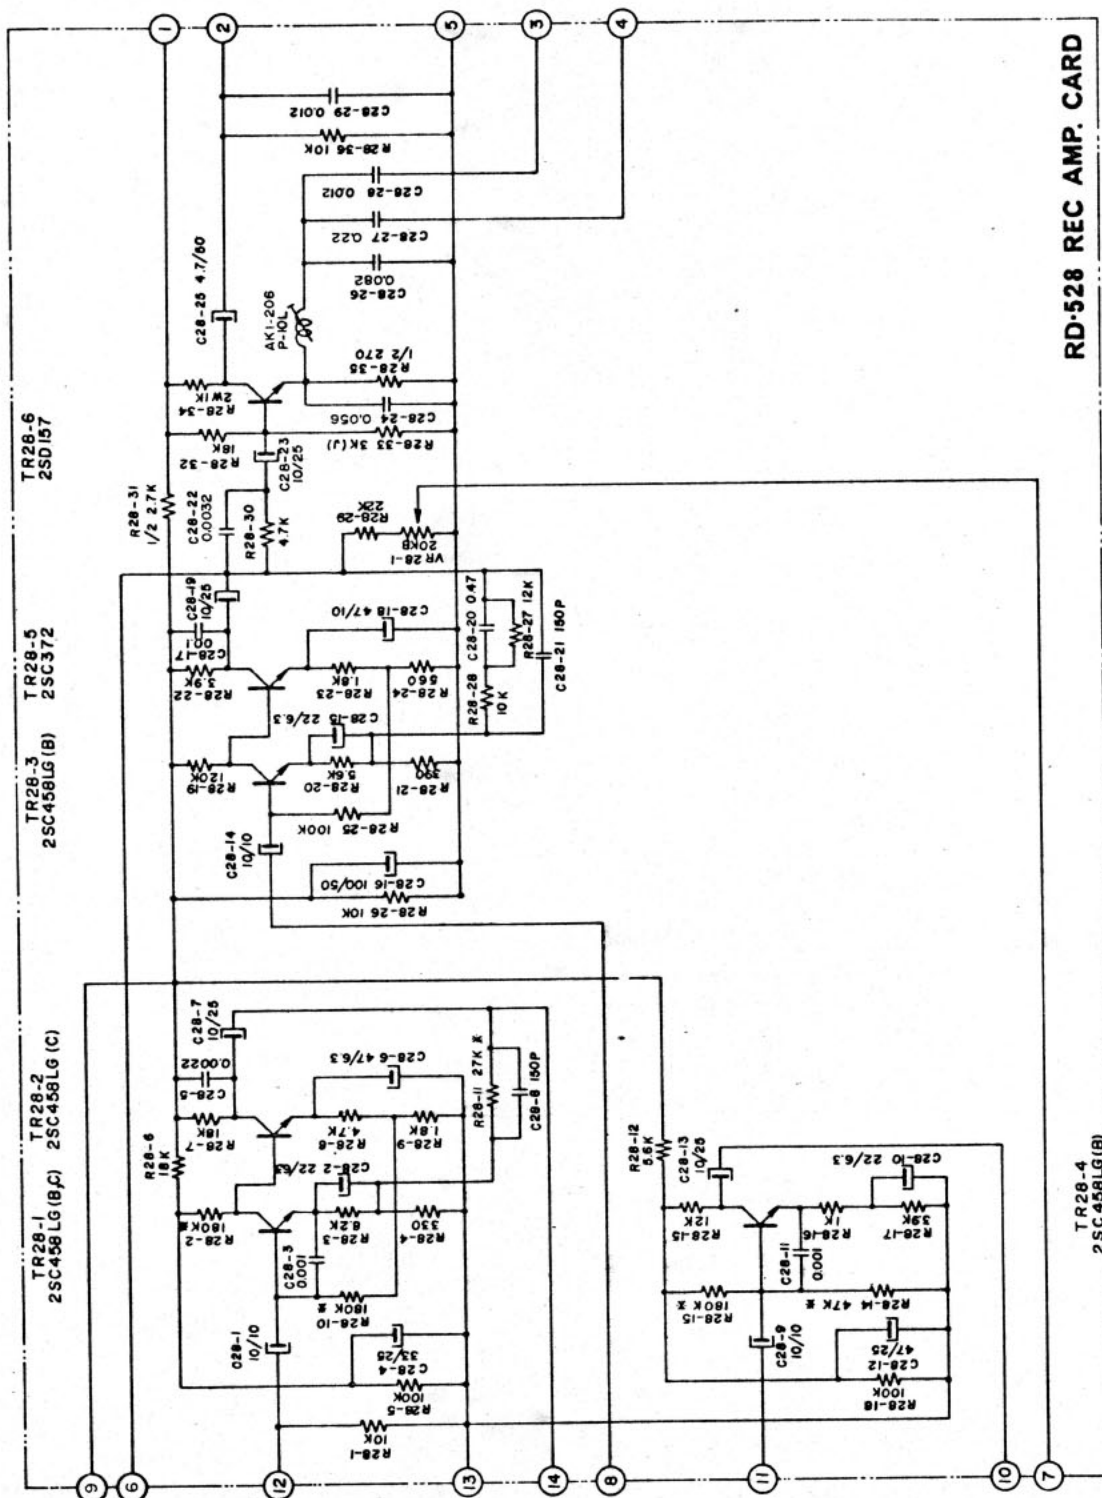 RD-528 REC AMP. CARD
TR28-1
2SC458LG (B,C)
TR28-2
2SC458LG (C)
TR28-3
2SC458LG (B)
TR28-5
2SC372
TR28-6
2SD157
TR28-4
2SC458LG (B)
9
6
12
13
14
8
11
10
7
1
2
5
3
4
R28-6
18K
C28-5
0.0022
C28-7
10/25
R28-7
18K
R28-2
180K※
C28-2 22/6.3
C28-6 47/6.3
R28-8
4.7K
R28-9
1.8K
R28-3
8.2K
R28-4
330
C28-3
0.001
R28-10
180K ※
C28-1
10/10
C28-4
33/25
R28-5
100K
R28-1
10K
R28-11 27K ※
C28-8 150P
R28-12
5.6K
C28-13
10/25
R28-15
12K
C28-10 22/6.3
R28-16
1K
R28-17
3.9K
C28-11
0.001
R28-15
180K ※
R28-14 47K ※
C28-9
10/10
C28-12
47/25
R28-18
100K
C28-14
10/10
C28-16 100/50
R28-26 10K
R28-25 100K
R28-19
120K
R28-20
5.6K
R28-21
390
C28-15 22/6.3
R28-22
3.9K
C28-17
00.1
C28-19
10/25
R28-23
1.8K
R28-24
560
C28-18 47/10
R28-28
10K
C28-20 0.47
R28-27 12K
C28-21 150P
R28-31
1/2 2.7K
C28-22
0.0032
R28-30
4.7K
R28-29
22K
VR28-1
20KB
C28-23
10/25
R28-32
18K
R28-34
2W1K
R28-33 3K(J)
C28-24
0.056
R28-35
1/2 270
C28-25 4.7/50
AK1-206
P-10L
C28-26
0.082
C28-27 0.22
C28-28 0.012
R28-36 10K
C28-29 0.012